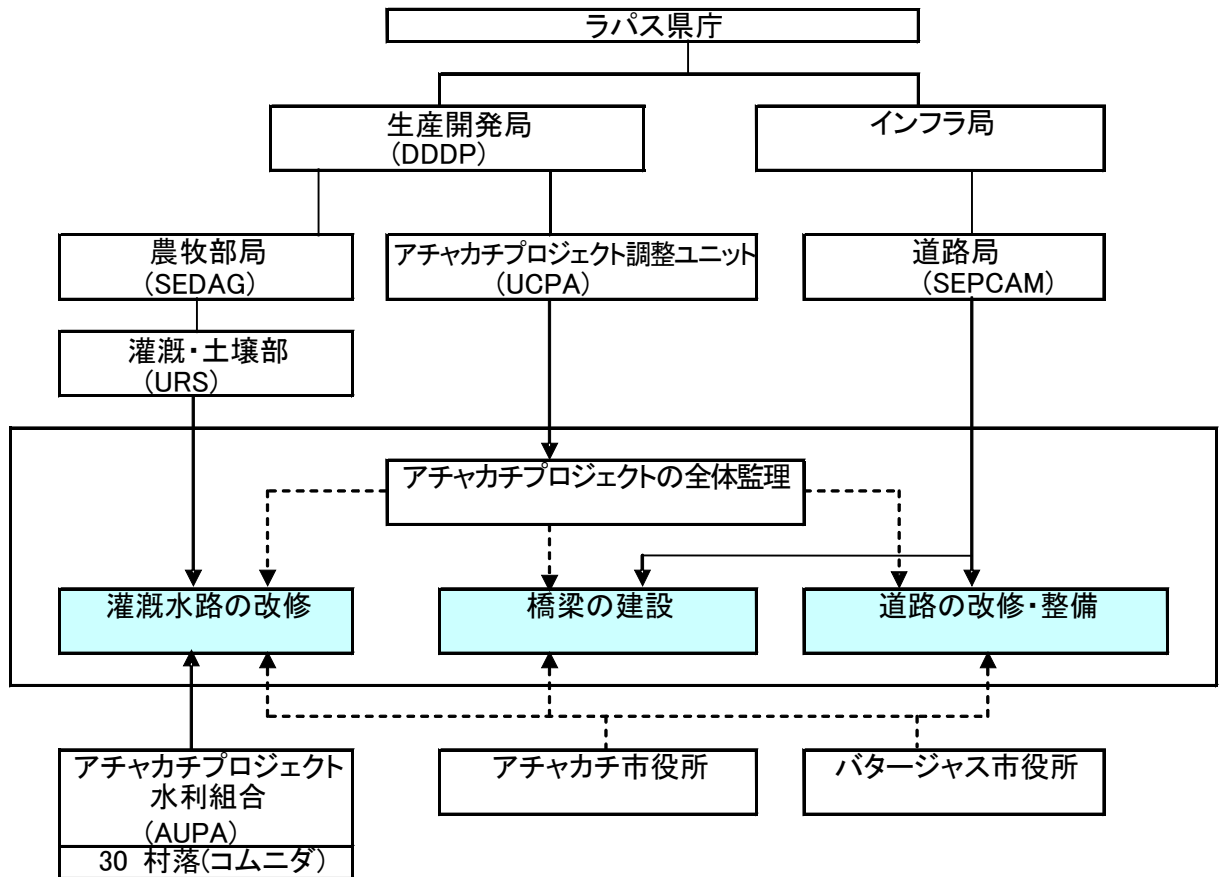 ラパス県庁
生産開発局
(DDDP)
インフラ局
農牧部局
(SEDAG)
アチャカチプロジェクト調整ユニット
(UCPA)
道路局
(SEPCAM)
灌漑・土壌部
(URS)
アチャカチプロジェクトの全体監理
灌漑水路の改修
橋梁の建設
道路の改修・整備
アチャカチプロジェクト
水利組合
(AUPA)
30 村落(コムニダ)
アチャカチ市役所
バタージャス市役所